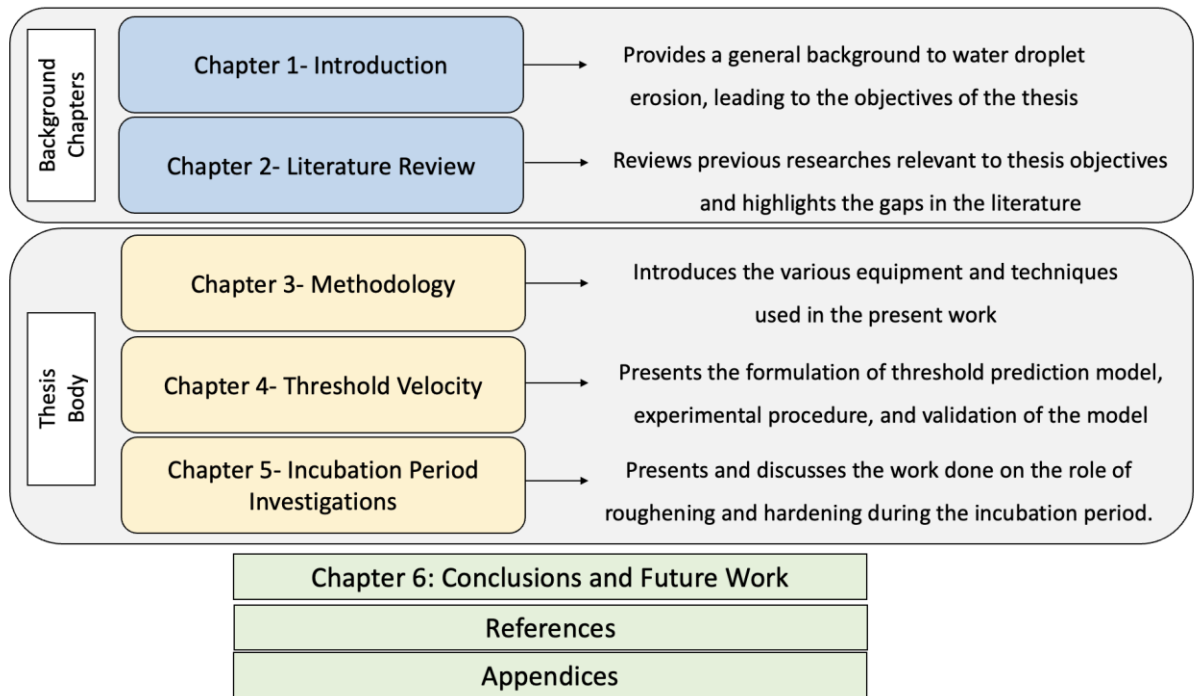 Background
Chapters
Chapter 1- Introduction
Provides a general background to water droplet
erosion, leading to the objectives of the thesis
Chapter 2- Literature Review
Reviews previous researches relevant to thesis objectives
and highlights the gaps in the literature
Thesis
Body
Chapter 3- Methodology
Introduces the various equipment and techniques
used in the present work
Chapter 4- Threshold Velocity
Presents the formulation of threshold prediction model,
experimental procedure, and validation of the model
Chapter 5- Incubation Period
Investigations
Presents and discusses the work done on the role of
roughening and hardening during the incubation period.
Chapter 6: Conclusions and Future Work
References
Appendices